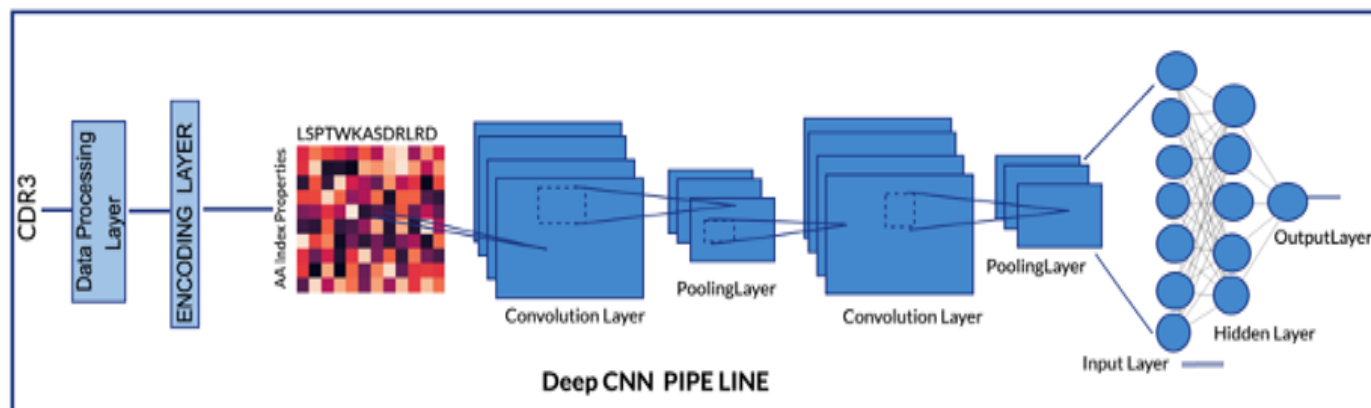 CDR3
Data Processing
Layer
ENCODING LAYER
LSPTWKASDRLRD
AA Index Properties
Convolution Layer
PoolingLayer
Convolution Layer
PoolingLayer
Input Layer
Hidden Layer
OutputLayer
Deep CNN PIPE LINE